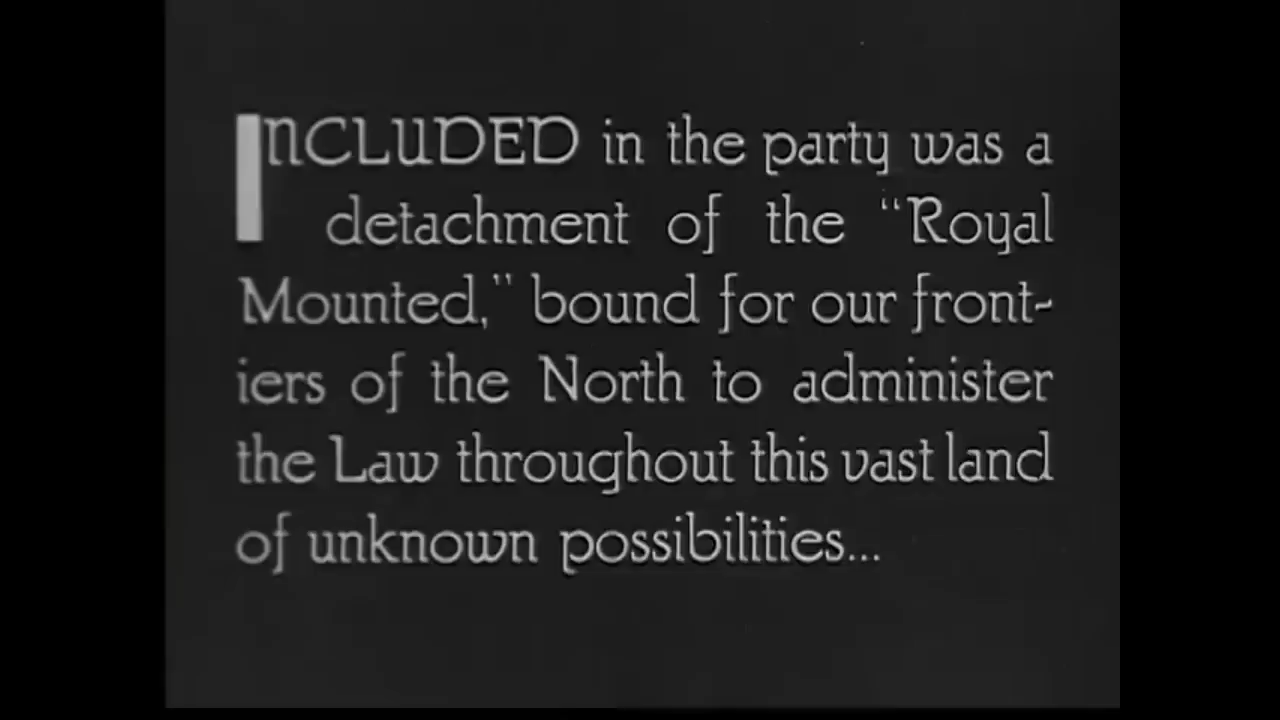 INCLUDED in the party was a
detachment of the “Royal
Mounted,” bound for our front-
iers of the North to administer
the Law throughout this vast land
of unknown possibilities...